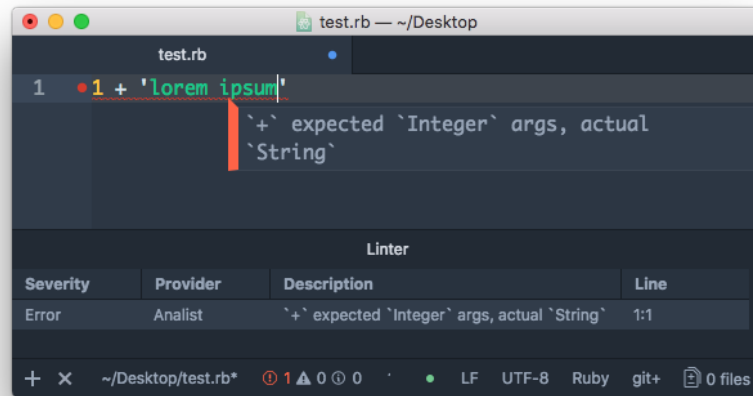 test.rb — ~/Desktop
test.rb
1 1 + 'lorem ipsum'
`+` expected `Integer` args, actual
`String`
Linter
Severity Provider Description Line
Error Analist `+` expected `Integer` args, actual `String` 1:1
~/Desktop/test.rb* 1 0 0 LF UTF-8 Ruby git+ 0 files